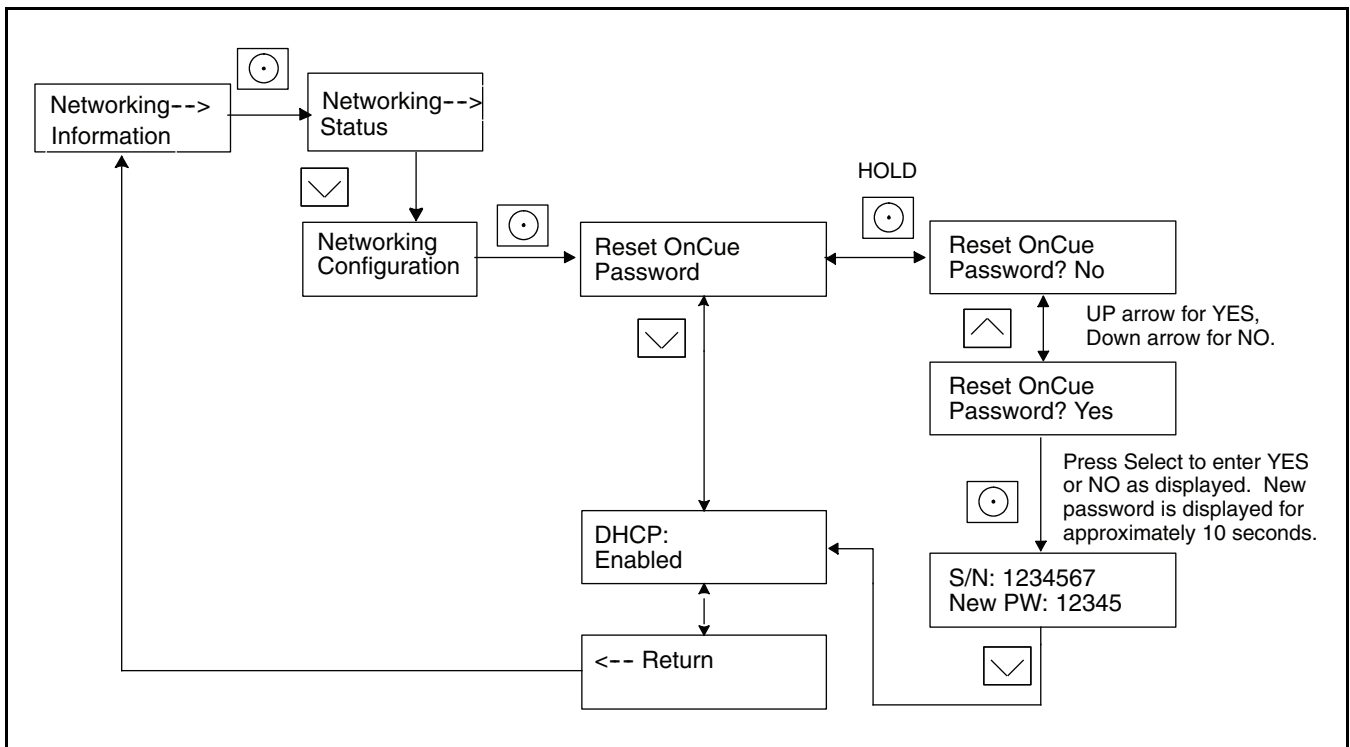 Networking-->
Information
Networking-->
Status
Networking
Configuration
Reset OnCue
Password
HOLD
Reset OnCue
Password? No
UP arrow for YES,
Down arrow for NO.
Reset OnCue
Password? Yes
Press Select to enter YES
or NO as displayed.  New
password is displayed for
approximately 10 seconds.
S/N: 1234567
New PW: 12345
DHCP:
Enabled
<-- Return